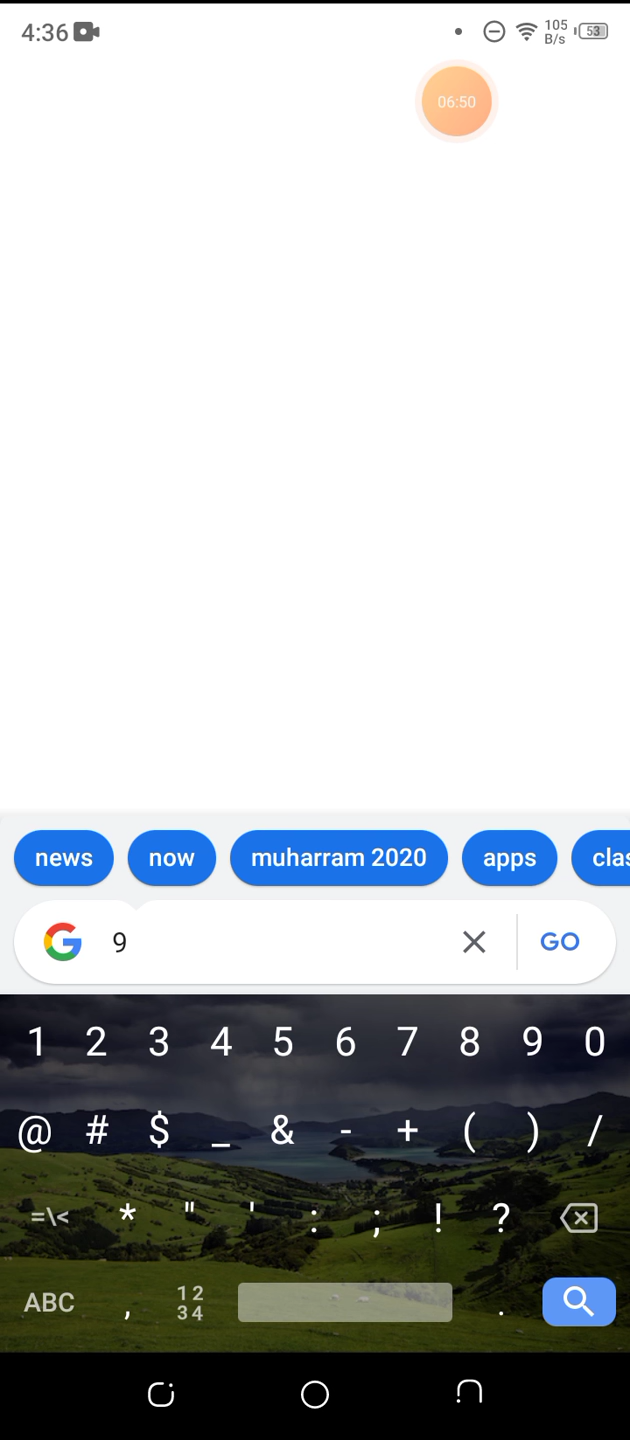 4:36 105 B/s 53
06:50
news now muharram 2020 apps clas
9 GO
1 2 3 4 5 6 7 8 9 0
@ # $ _ & - + ( ) /
=\< * " ' : ; ! ?
ABC , 12 34 .